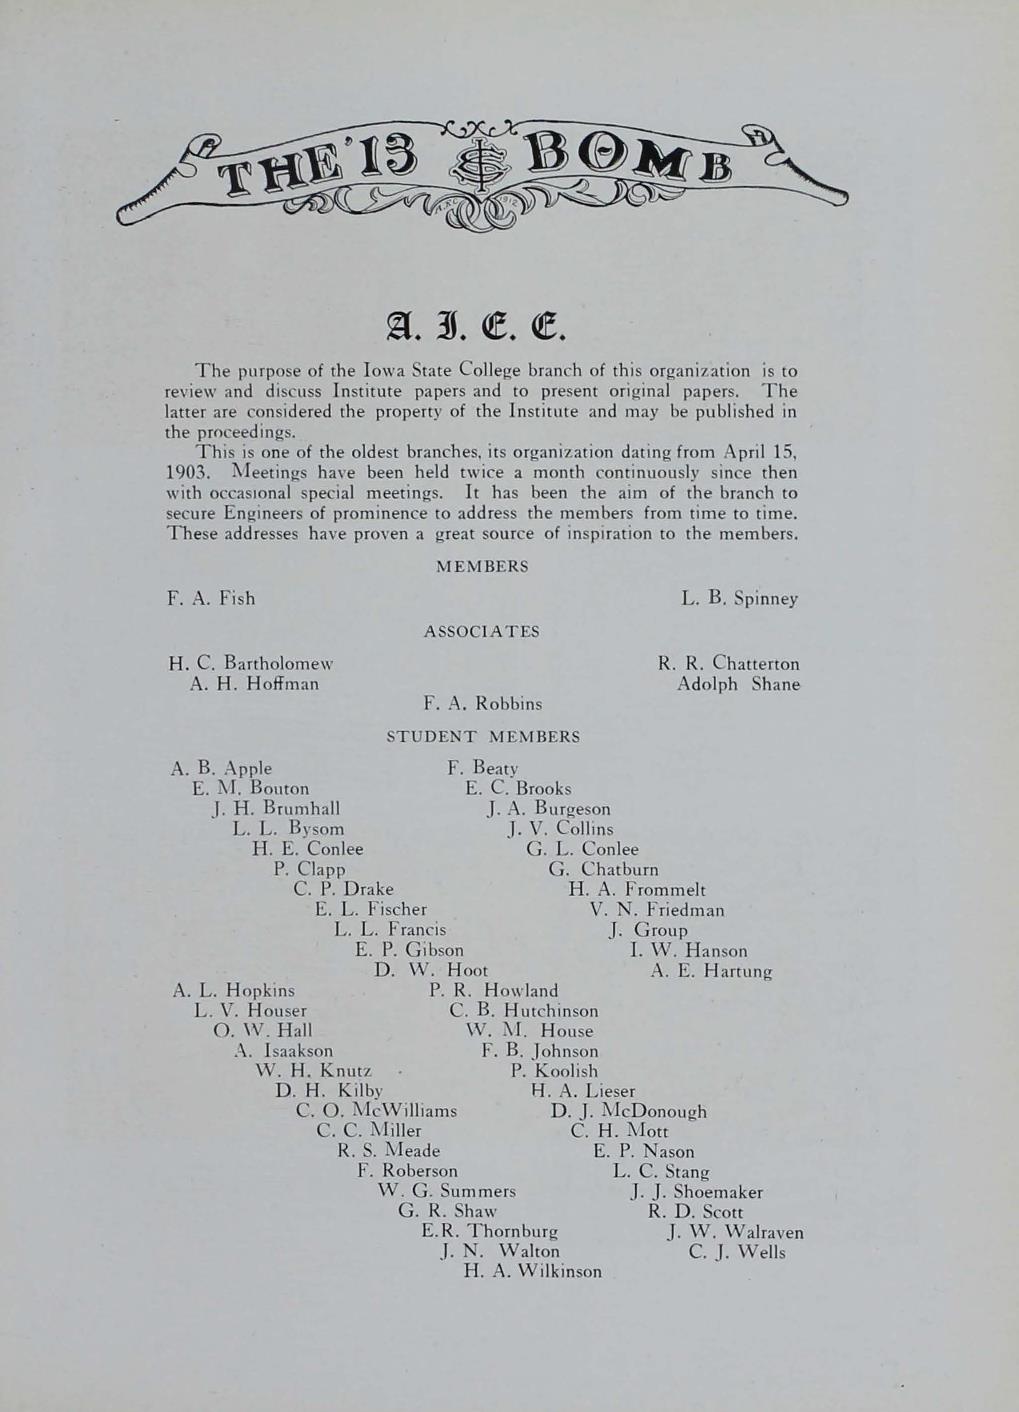 THE '13 BOMB
1912
A. I. E. E.
The purpose of the Iowa State College branch of this organization is to
review and discuss Institute papers and to present original papers. The
latter are considered the property of the Institute and may be published in
the proceedings.
This is one of the oldest branches, its organization dating from April 15,
1903. Meetings have been held twice a month continuously since then
with occasional special meetings. It has been the aim of the branch to
secure Engineers of prominence to address the members from time to time.
These addresses have proven a great source of inspiration to the members.
MEMBERS
F. A. Fish L. B. Spinney
ASSOCIATES
H. C. Bartholomew R. R. Chatterton
A. H. Hoffman Adolph Shane
F. A. Robbins
STUDENT MEMBERS
A. B. Apple F. Beaty
E. M. Bouton E. C. Brooks
J. H. Brumhall J. A. Burgeson
L. L. Bysom J. V. Collins
H. E. Conlee G. L. Conlee
P. Clapp G. Chatburn
C. P. Drake H. A. Frommelt
E. L. Fischer V. N. Friedman
L. L. Francis J. Group
E. P. Gibson I. W. Hanson
D. W. Hoot A. E. Hartung
A. L. Hopkins P. R. Howland
L. V. Houser C. B. Hutchinson
O. W. Hall W. M. House
A. Isaakson F. B. Johnson
W. H. Knutz P. Koolish
D. H. Kilby H. A. Lieser
C. O. McWilliams D. J. McDonough
C. C. Miller C. H. Mott
R. S. Meade E. P. Nason
F. Roberson L. C. Stang
W. G. Summers J. J. Shoemaker
G. R. Shaw R. D. Scott
E.R. Thornburg J. W. Walraven
J. N. Walton C. J. Wells
H. A. Wilkinson